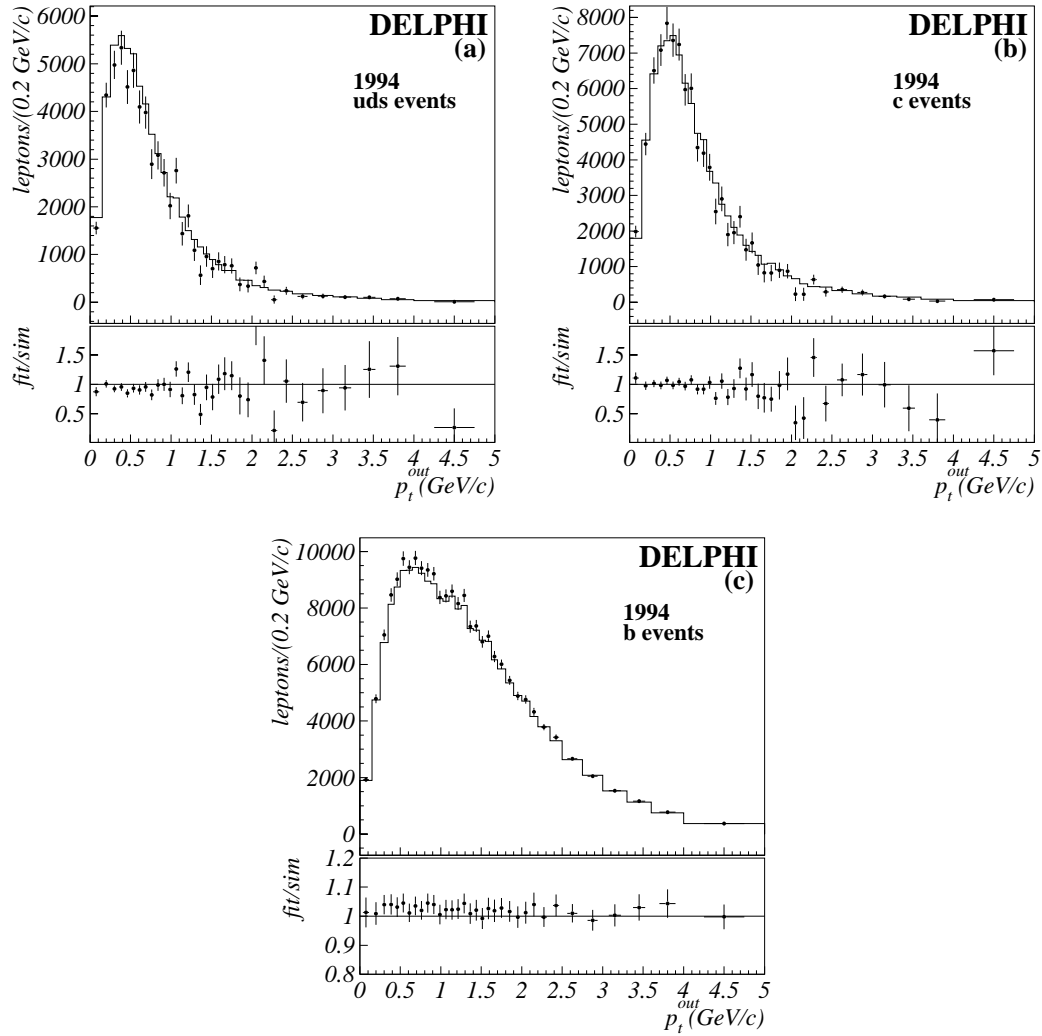 DELPHI
(a)
1994
uds events
leptons/(0.2 GeV/c)
6000
5000
4000
3000
2000
1000
0
fit/sim
1.5
1
0.5
0 0.5 1 1.5 2 2.5 3 3.5 4 4.5 5
p_t^out (GeV/c)
DELPHI
(b)
1994
c events
leptons/(0.2 GeV/c)
8000
7000
6000
5000
4000
3000
2000
1000
0
fit/sim
1.5
1
0.5
0 0.5 1 1.5 2 2.5 3 3.5 4 4.5 5
p_t^out (GeV/c)
DELPHI
(c)
1994
b events
leptons/(0.2 GeV/c)
10000
8000
6000
4000
2000
0
fit/sim
1.2
1.1
1
0.9
0.8
0 0.5 1 1.5 2 2.5 3 3.5 4 4.5 5
p_t^out (GeV/c)